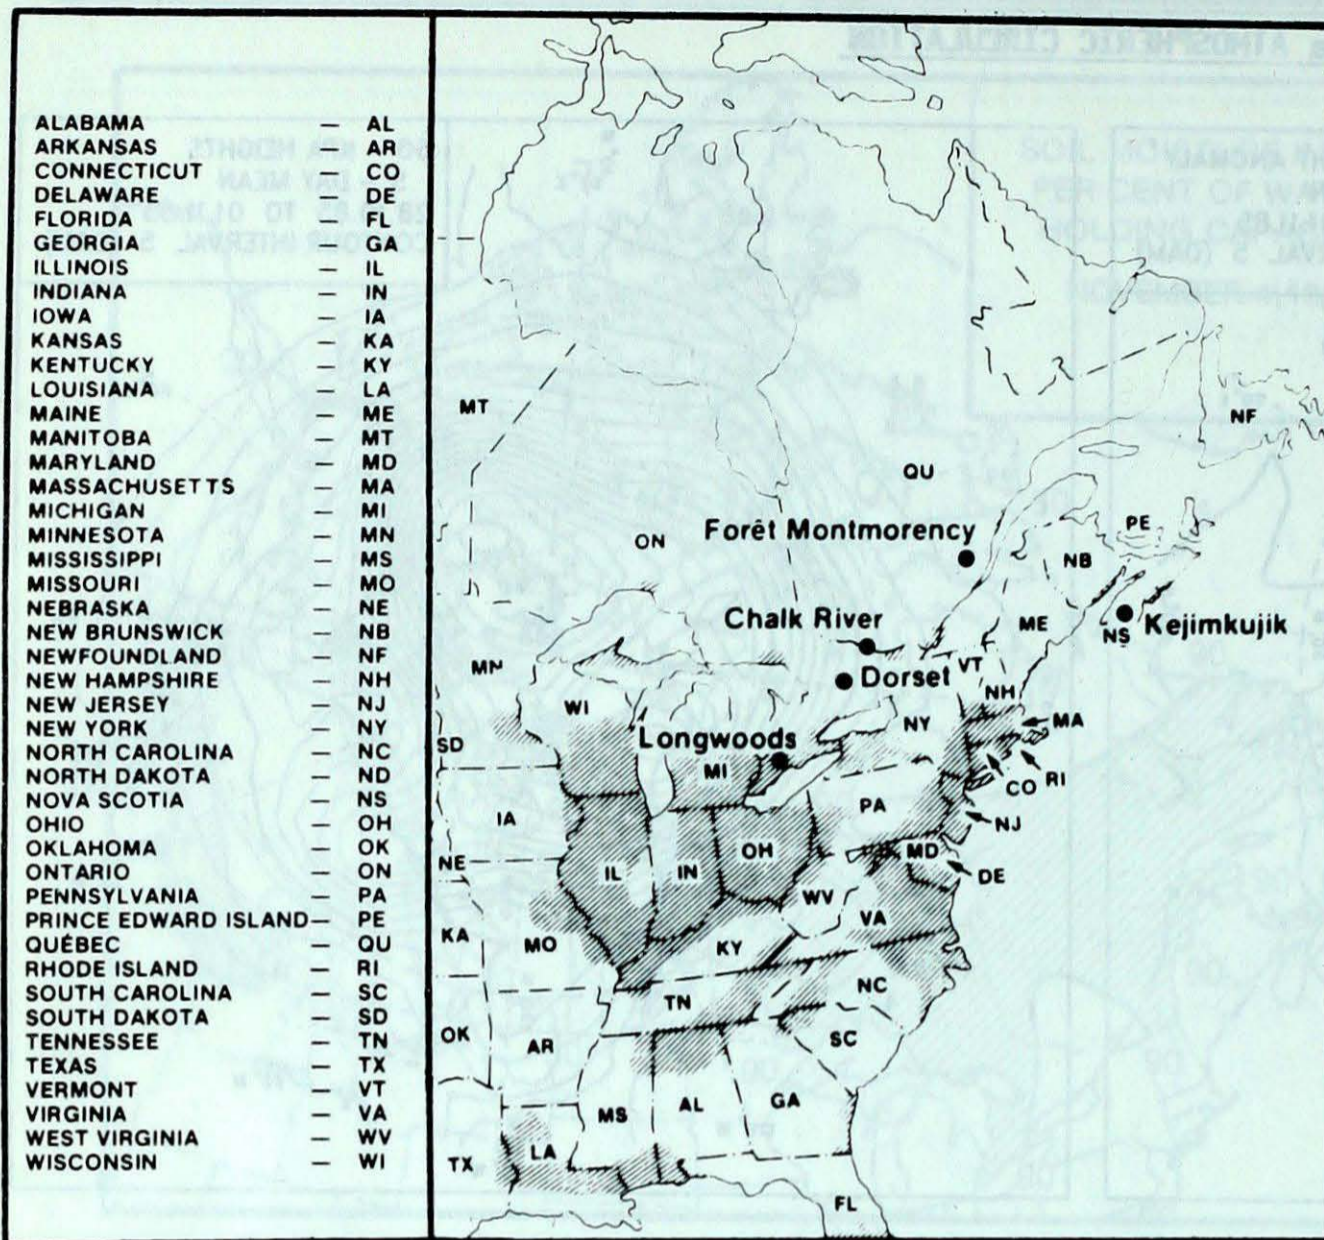 ALABAMA — AL
ARKANSAS — AR
CONNECTICUT — CO
DELAWARE — DE
FLORIDA — FL
GEORGIA — GA
ILLINOIS — IL
INDIANA — IN
IOWA — IA
KANSAS — KA
KENTUCKY — KY
LOUISIANA — LA
MAINE — ME
MANITOBA — MT
MARYLAND — MD
MASSACHUSETTS — MA
MICHIGAN — MI
MINNESOTA — MN
MISSISSIPPI — MS
MISSOURI — MO
NEBRASKA — NE
NEW BRUNSWICK — NB
NEWFOUNDLAND — NF
NEW HAMPSHIRE — NH
NEW JERSEY — NJ
NEW YORK — NY
NORTH CAROLINA — NC
NORTH DAKOTA — ND
NOVA SCOTIA — NS
OHIO — OH
OKLAHOMA — OK
ONTARIO — ON
PENNSYLVANIA — PA
PRINCE EDWARD ISLAND — PE
QUÉBEC — QU
RHODE ISLAND — RI
SOUTH CAROLINA — SC
SOUTH DAKOTA — SD
TENNESSEE — TN
TEXAS — TX
VERMONT — VT
VIRGINIA — VA
WEST VIRGINIA — WV
WISCONSIN — WI
MT
NF
QU
PE
ON
Forêt Montmorency
NB
Chalk River
ME
NS
Kejimkujik
MN
Dorset
VT
NH
WI
NY
MA
SD
Longwoods
MI
CO
RI
IA
PA
NJ
NE
IL
IN
OH
MD
DE
WV
KA
MO
KY
VA
TN
NC
OK
AR
SC
MS
AL
GA
TX
LA
FL